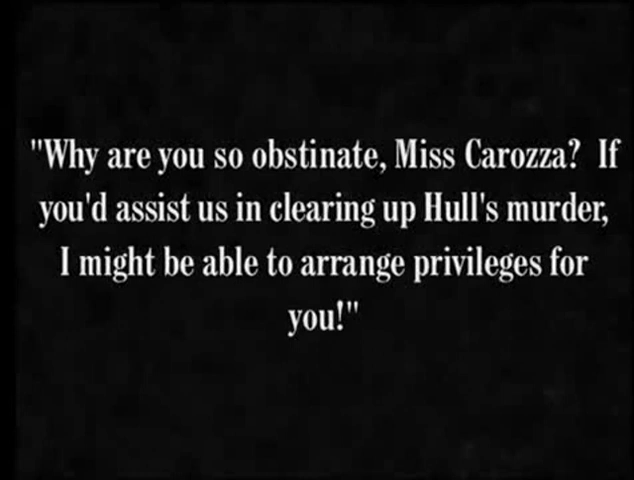 "Why are you so obstinate, Miss Carozza?  If
you'd assist us in clearing up Hull's murder,
I might be able to arrange privileges for
you!"